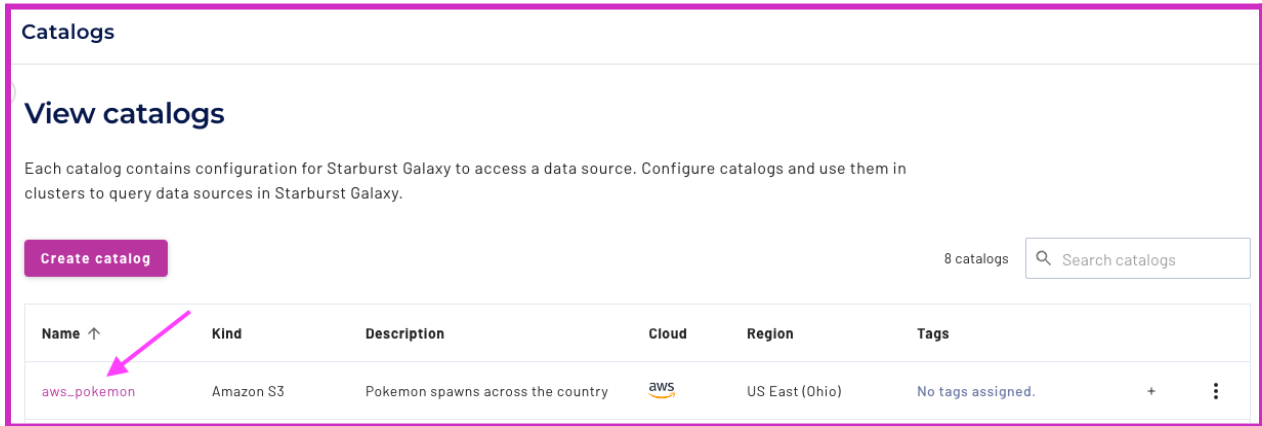 Catalogs
View catalogs
Each catalog contains configuration for Starburst Galaxy to access a data source. Configure catalogs and use them in
clusters to query data sources in Starburst Galaxy.
Create catalog 8 catalogs Search catalogs
Name ↑ Kind Description Cloud Region Tags
aws_pokemon Amazon S3 Pokemon spawns across the country aws US East (Ohio) No tags assigned. +